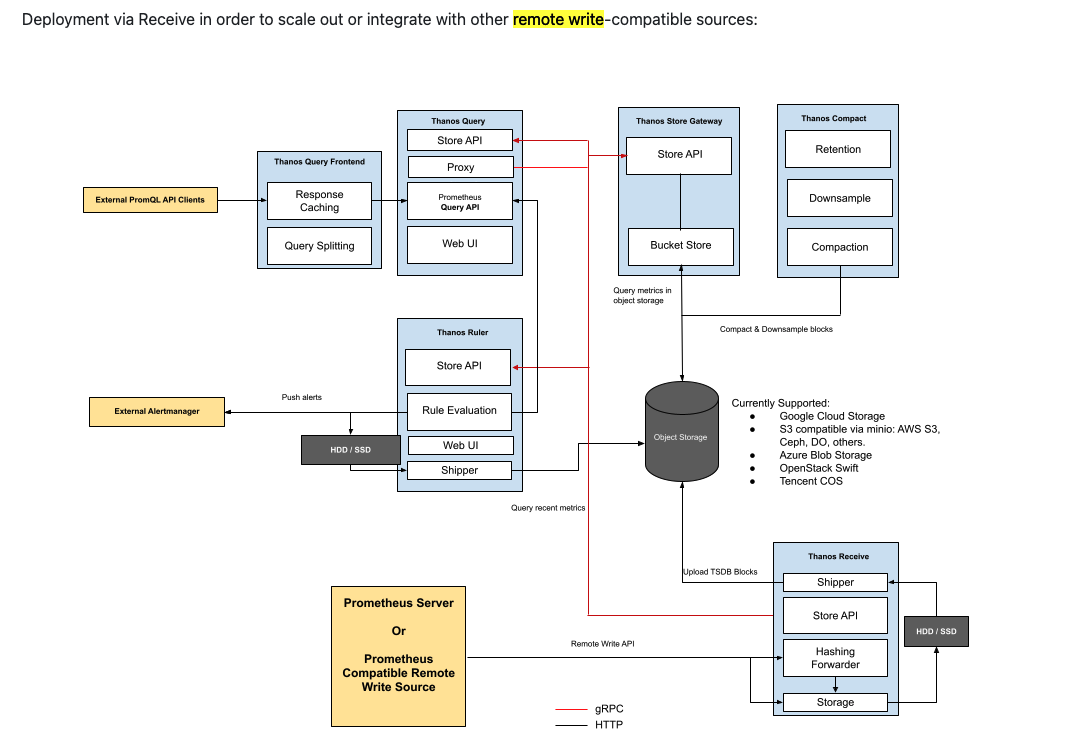 Deployment via Receive in order to scale out or integrate with other remote write-compatible sources:
Thanos Query Frontend
Response
Caching
Query Splitting
External PromQL API Clients
Thanos Query
Store API
Proxy
Prometheus
Query API
Web UI
Thanos Store Gateway
Store API
Bucket Store
Thanos Compact
Retention
Downsample
Compaction
Query metrics in
object storage
Compact & Downsample blocks
Thanos Ruler
Store API
Rule Evaluation
Web UI
Shipper
Push alerts
External Alertmanager
HDD / SSD
Object Storage
Currently Supported:
● Google Cloud Storage
● S3 compatible via minio: AWS S3,
Ceph, DO, others.
● Azure Blob Storage
● OpenStack Swift
● Tencent COS
Query recent metrics
Upload TSDB Blocks
Thanos Receive
Shipper
Store API
Hashing
Forwarder
Storage
HDD / SSD
Prometheus Server
Or
Prometheus
Compatible Remote
Write Source
Remote Write API
gRPC
HTTP